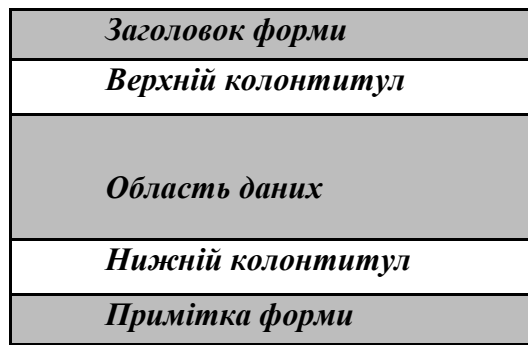 Заголовок форми
Верхній колонтитул
Область даних
Нижній колонтитул
Примітка форми